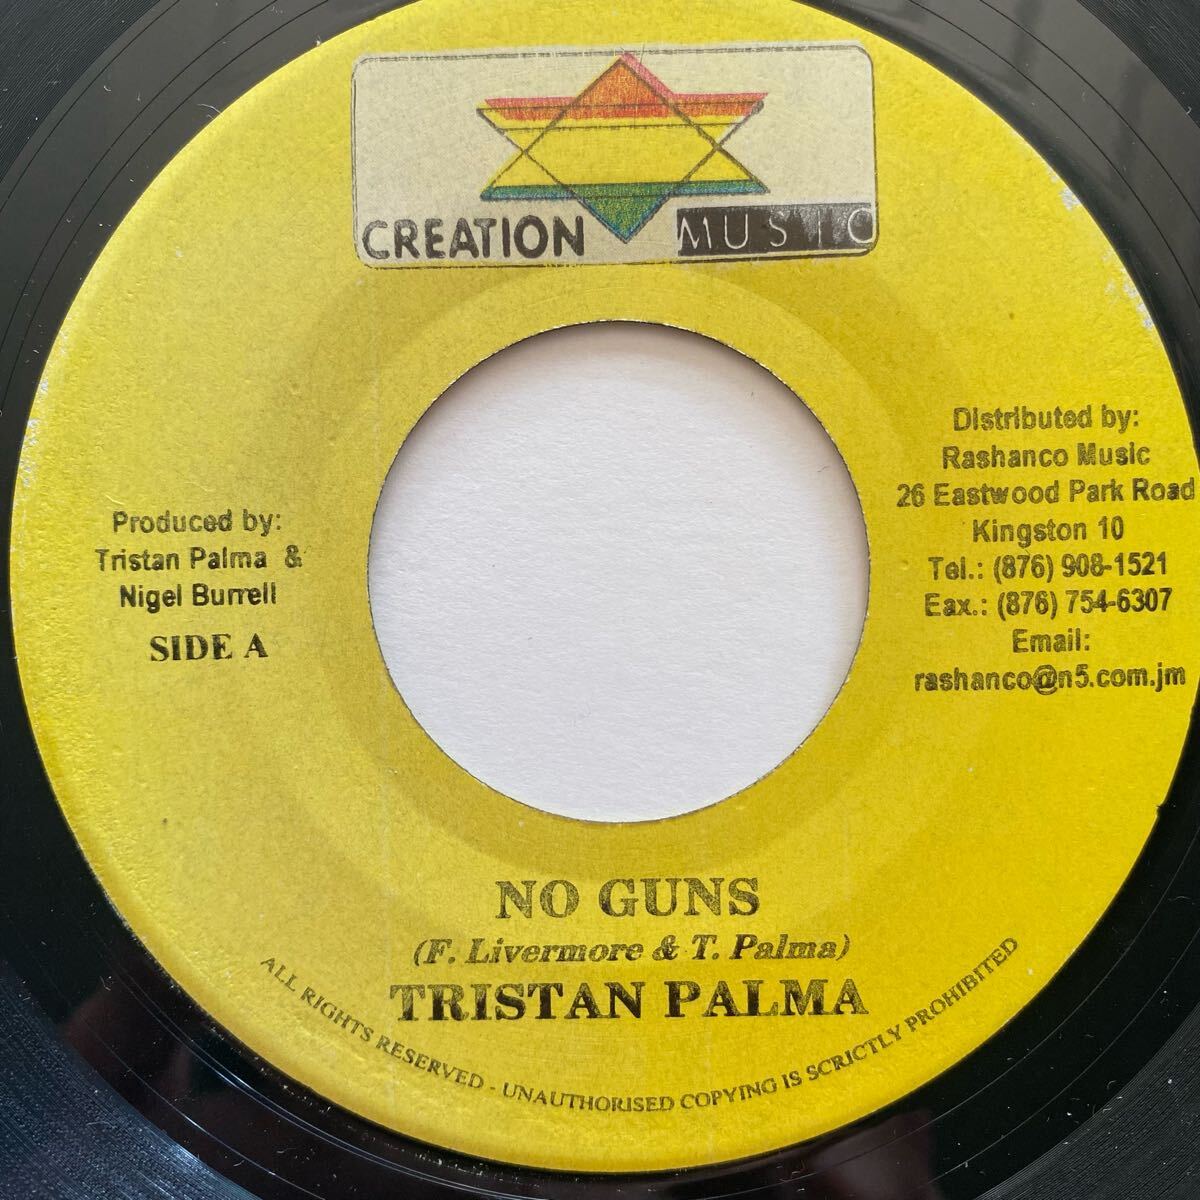 CREATION MUSIC
Produced by:
Tristan Palma &
Nigel Burrell
SIDE A
Distributed by:
Rashanco Music
26 Eastwood Park Road
Kingston 10
Tel.: (876) 908-1521
Eax.: (876) 754-6307
Email:
rashanco@n5.com.jm
NO GUNS
(F. Livermore & T. Palma)
TRISTAN PALMA
ALL RIGHTS RESERVED - UNAUTHORISED COPYING IS SCRICTLY PROHIBITED